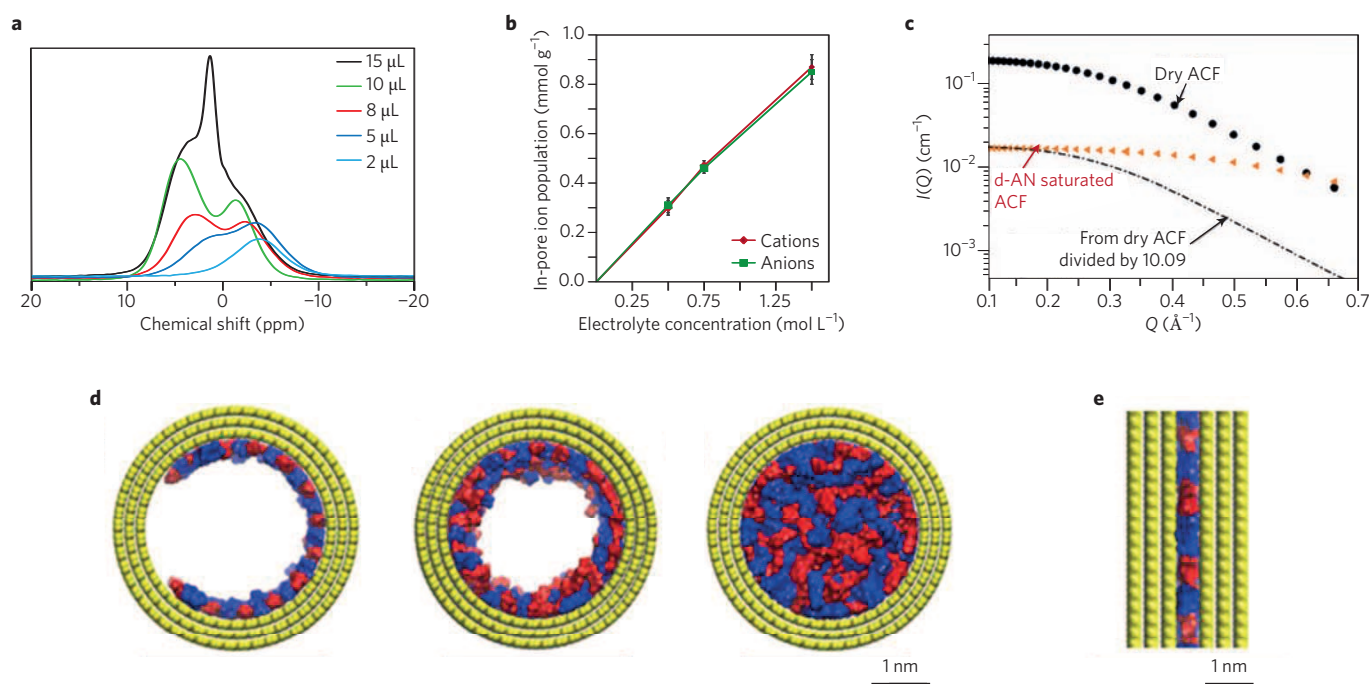 a
15 μL
10 μL
8 μL
5 μL
2 μL
20
10
0
−10
−20
Chemical shift (ppm)
b
In-pore ion population (mmol g⁻¹)
1.0
0.8
0.6
0.4
0.2
0.0
Cations
Anions
0.25
0.75
1.25
Electrolyte concentration (mol L⁻¹)
c
I(Q) (cm⁻¹)
10⁻¹
10⁻²
10⁻³
Dry ACF
d-AN saturated
ACF
From dry ACF
divided by 10.09
0.1
0.2
0.3
0.4
0.5
0.6
0.7
Q (Å⁻¹)
d
1 nm
e
1 nm